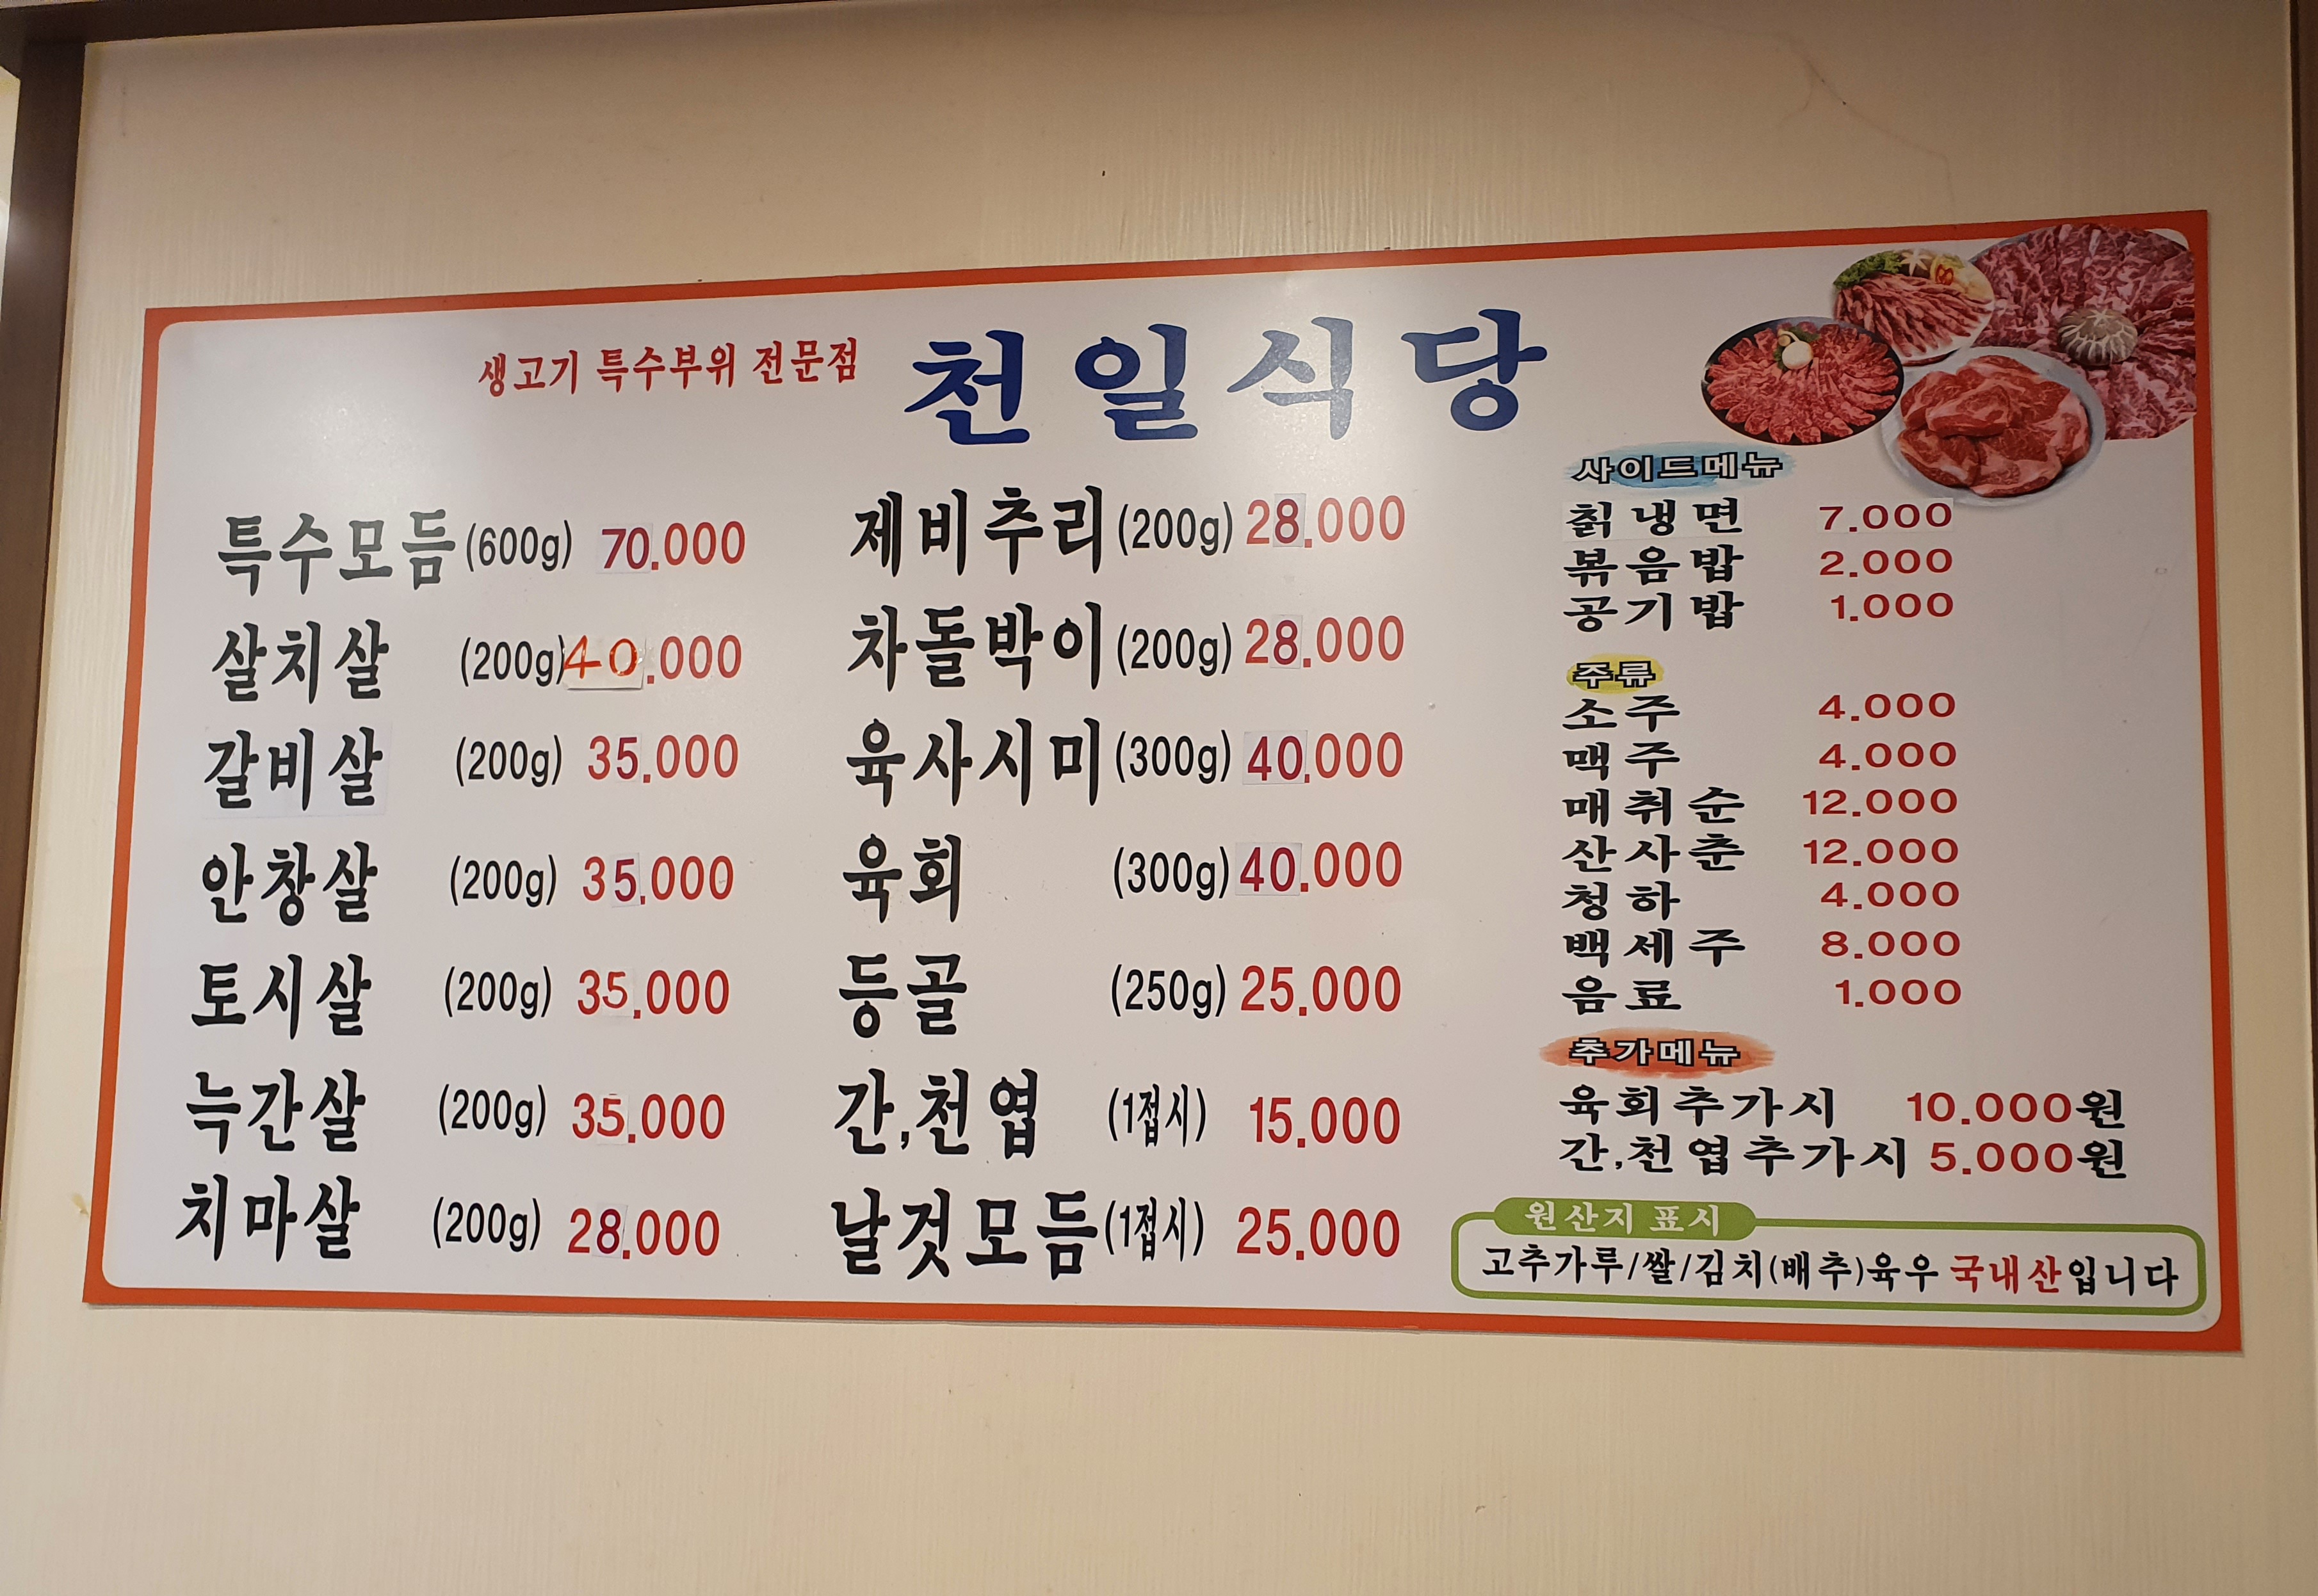 생고기 특수부위 전문점 천일식당
특수모듬(600g) 70.000
살치살 (200g) 40.000
갈비살 (200g) 35.000
안창살 (200g) 35.000
토시살 (200g) 35.000
늑간살 (200g) 35.000
치마살 (200g) 28.000
제비추리(200g) 28.000
차돌박이(200g) 28.000
육사시미(300g) 40.000
육회 (300g) 40.000
등골 (250g) 25.000
간,천엽 (1접시) 15.000
날것모듬(1접시) 25.000
사이드메뉴
칡냉면 7.000
볶음밥 2.000
공기밥 1.000
주류
소주 4.000
맥주 4.000
매취순 12.000
산사춘 12.000
청하 4.000
백세주 8.000
음료 1.000
추가메뉴
육회추가시 10.000원
간,천엽추가시 5.000원
원산지 표시
고추가루/쌀/김치(배추)육우 국내산입니다